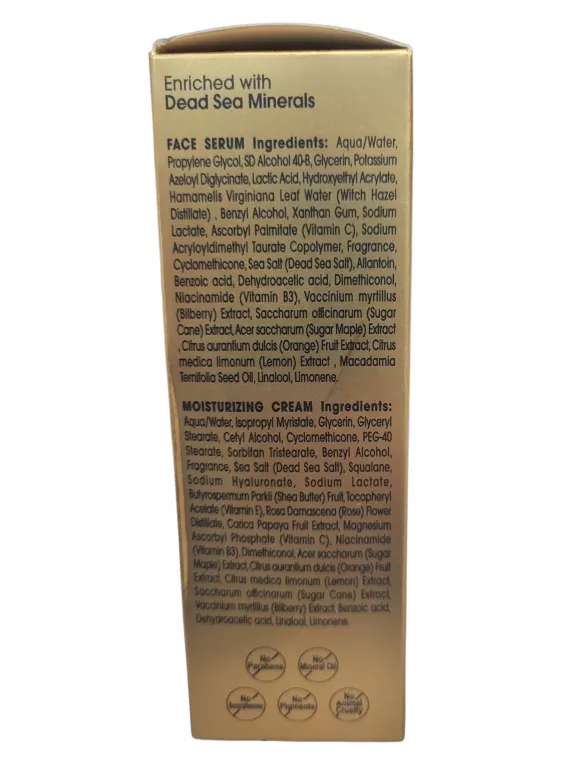 Enriched with
Dead Sea Minerals
FACE SERUM Ingredients: Aqua/Water,
Propylene Glycol, SD Alcohol 40-B, Glycerin, Potassium
Azeloyl Diglycinate, Lactic Acid, Hydroxyethyl Acrylate,
Hamamelis Virginiana Leaf Water (Witch Hazel
Distillate) , Benzyl Alcohol, Xanthan Gum, Sodium
Lactate, Ascorbyl Palmitate (Vitamin C), Sodium
Acryloyldimethyl Taurate Copolymer, Fragrance,
Cyclomethicone, Sea Salt (Dead Sea Salt), Allantoin,
Benzoic acid, Dehydroacetic acid, Dimethiconol,
Niacinamide (Vitamin B3), Vaccinium myrtillus
(Bilberry) Extract, Saccharum officinarum (Sugar
Cane) Extract, Acer saccharum (Sugar Maple) Extract
, Citrus aurantium dulcis (Orange) Fruit Extract, Citrus
medica limonum (Lemon) Extract , Macadamia
Ternifolia Seed Oil, Linalool, Limonene.
MOISTURIZING CREAM Ingredients:
Aqua/Water, Isopropyl Myristate, Glycerin, Glyceryl
Stearate, Cetyl Alcohol, Cyclomethicone, PEG-40
Stearate, Sorbitan Tristearate, Benzyl Alcohol,
Fragrance, Sea Salt (Dead Sea Salt), Squalane,
Sodium Hyaluronate, Sodium Lactate,
Butyrospermum Parkii (Shea Butter) Fruit, Tocopheryl
Acetate (Vitamin E), Rosa Damascena (Rose) Flower
Distillate, Carica Papaya Fruit Extract, Magnesium
Ascorbyl Phosphate (Vitamin C), Niacinamide
(Vitamin B3), Dimethiconol, Acer saccharum (Sugar
Maple) Extract, Citrus aurantium dulcis (Orange) Fruit
Extract, Citrus medica limonum (Lemon) Extract,
Saccharum officinarum (Sugar Cane) Extract,
Vaccinium myrtillus (Bilberry) Extract, Benzoic acid,
Dehydroacetic acid, Linalool, Limonene.
No
Parabens
No
Mineral Oil
No
No
Pigments
No
Animal
Cruelty